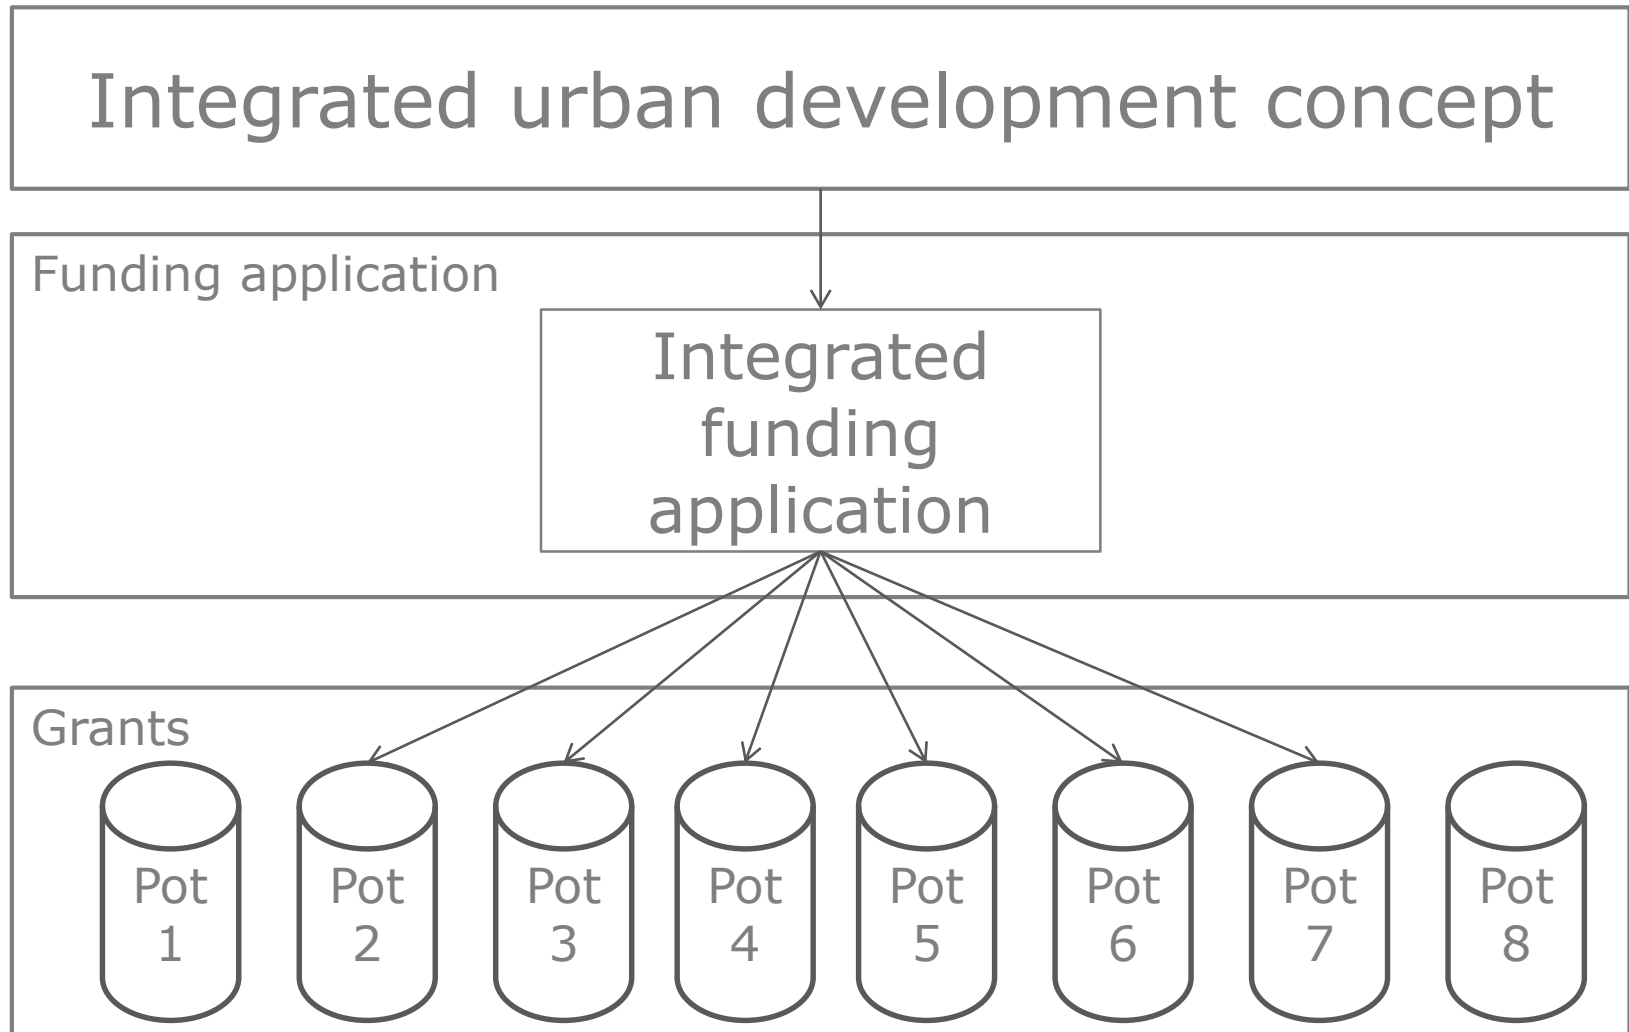 Integrated urban development concept
Funding application
Integrated
funding
application
Grants
Pot
1
Pot
2
Pot
3
Pot
4
Pot
5
Pot
6
Pot
7
Pot
8